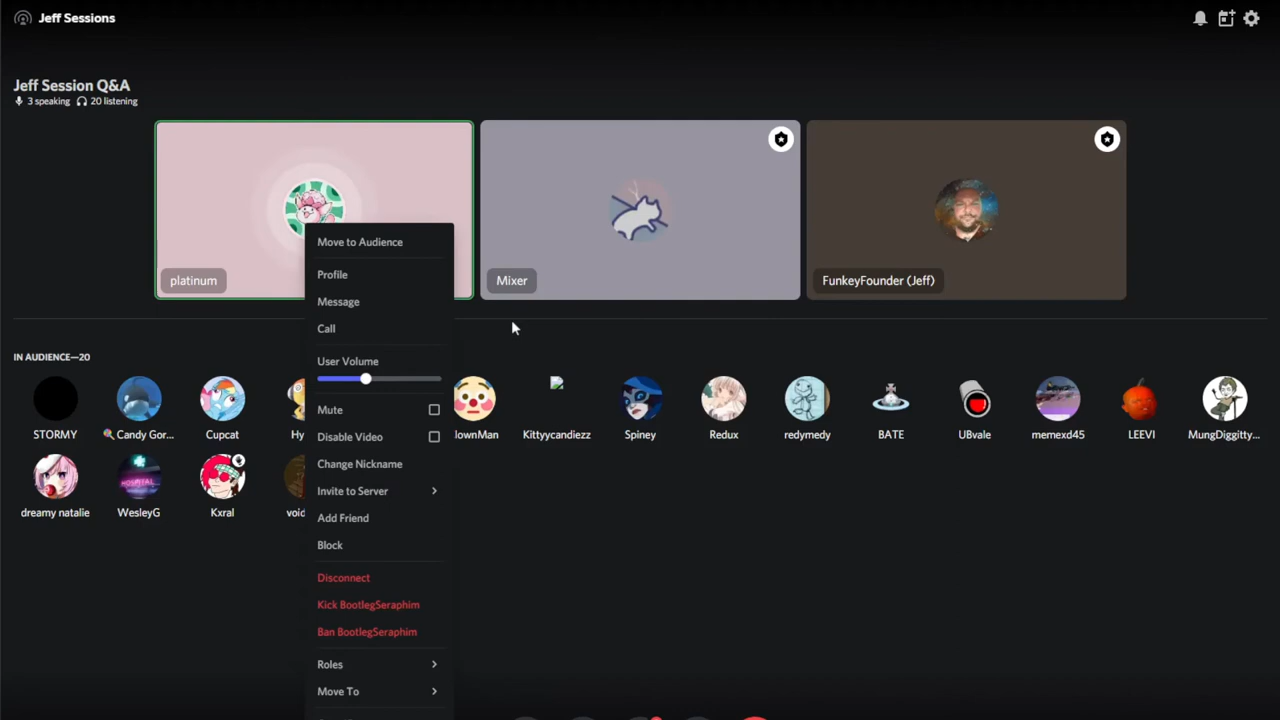 Jeff Sessions
Jeff Session Q&A
3 speaking 20 listening
platinum
Mixer
FunkeyFounder (Jeff)
Move to Audience
Profile
Message
Call
User Volume
Mute
Disable Video
Change Nickname
Invite to Server
Add Friend
Block
Disconnect
Kick BootlegSeraphim
Ban BootlegSeraphim
Roles
Move To
IN AUDIENCE—20
STORMY
Candy Gor...
Cupcat
Hy
lownMan
Kittyycandiezz
Spiney
Redux
redymedy
BATE
UBvale
memexd45
LEEVI
MungDiggitty...
dreamy natalie
WesleyG
Kxral
void